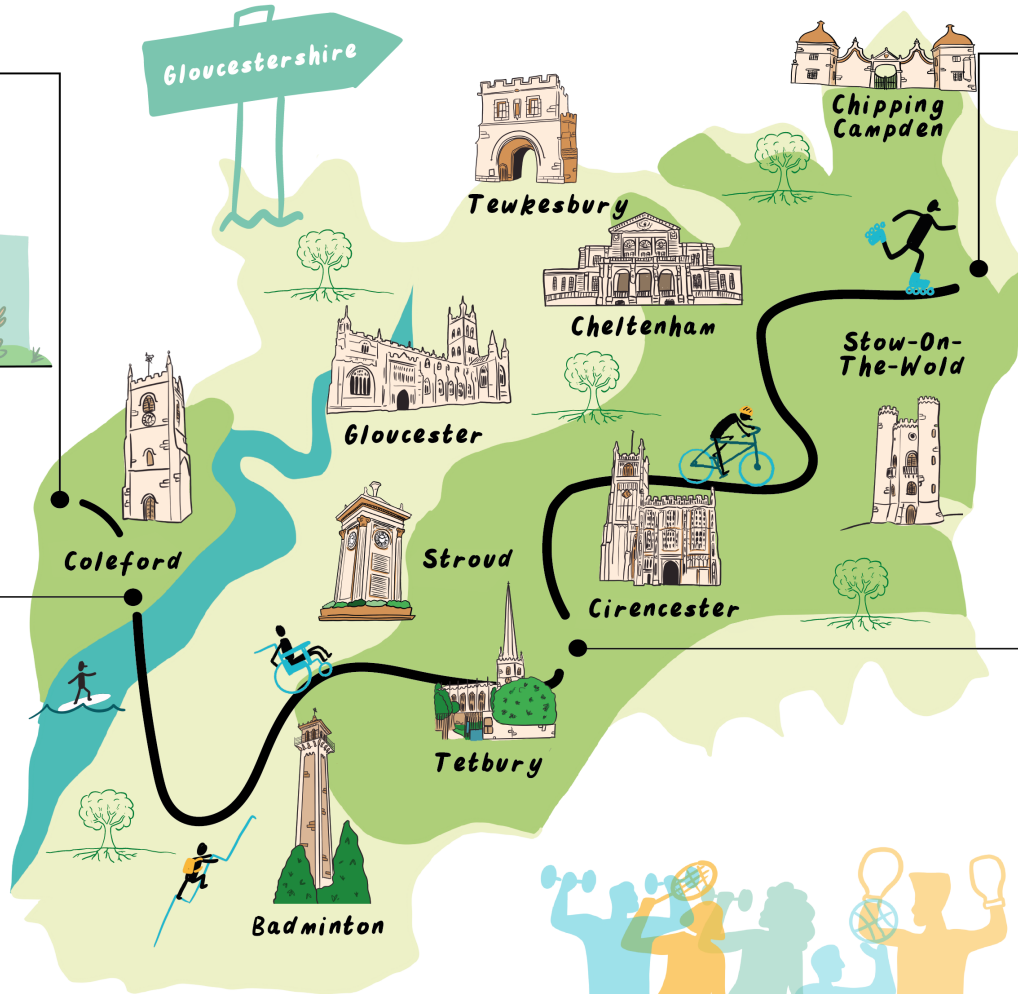 Gloucestershire
Chipping
Campden
Tewkesbury
Cheltenham
Stow-On-
The-Wold
Gloucester
Coleford
Stroud
Cirencester
Tetbury
Badminton